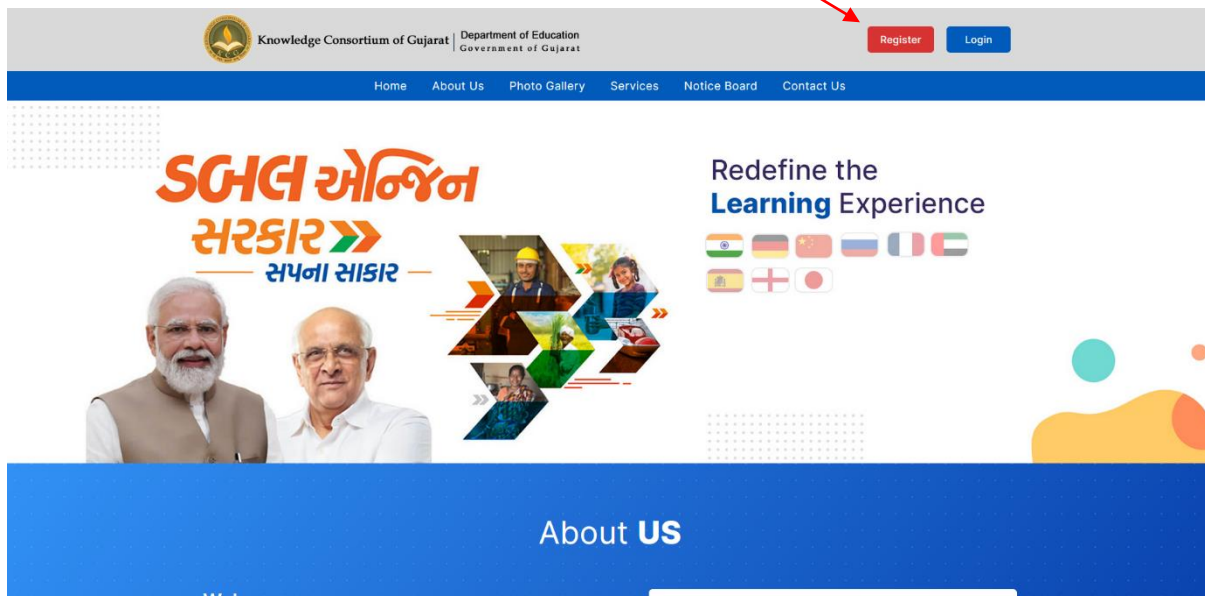 Knowledge Consortium of Gujarat
Department of Education
Government of Gujarat
Register
Login
Home About Us Photo Gallery Services Notice Board Contact Us
ડબલ એન્જિન
સરકાર
સપના સાકાર
Redefine the
Learning Experience
About US